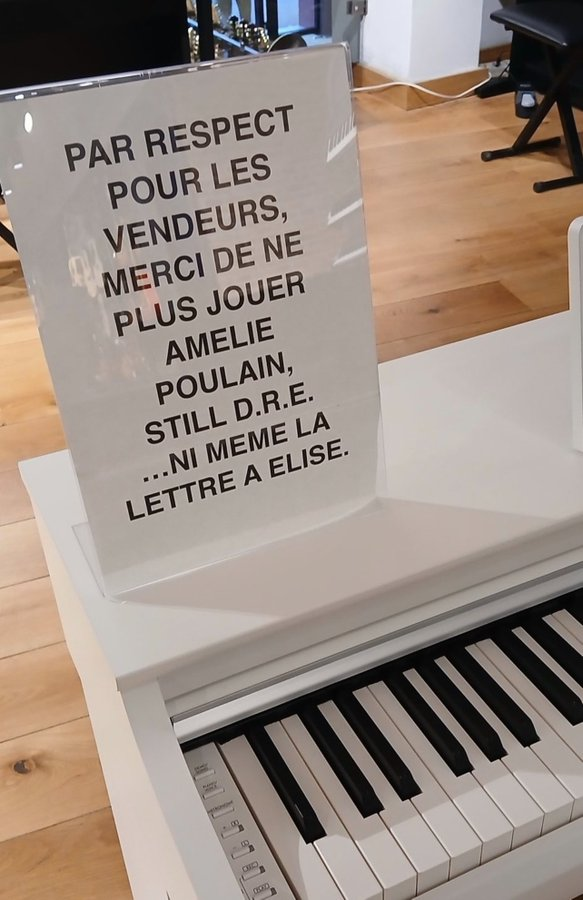 PAR RESPECT
POUR LES
VENDEURS,
MERCI DE NE
PLUS JOUER
AMELIE
POULAIN,
STILL D.R.E.
...NI MEME LA
LETTRE A ELISE.